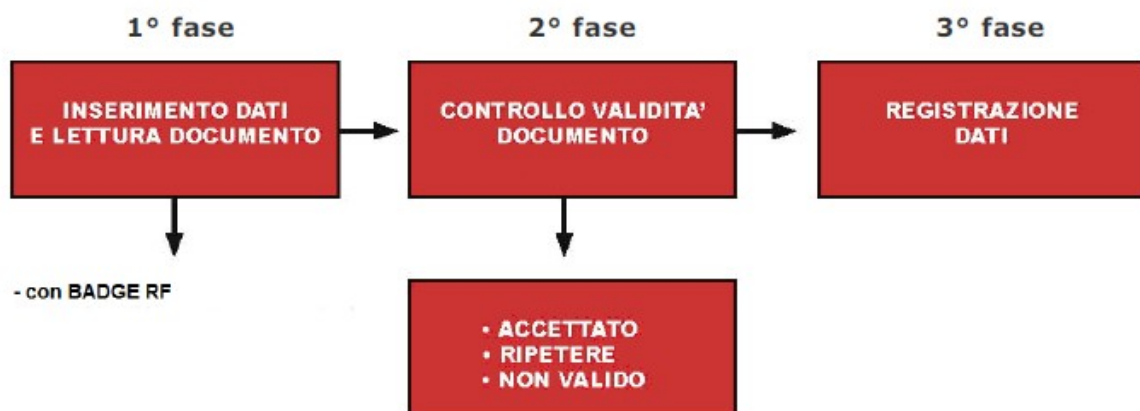 1° fase
2° fase
3° fase
INSERIMENTO DATI
E LETTURA DOCUMENTO
CONTROLLO VALIDITA'
DOCUMENTO
REGISTRAZIONE
DATI
- con BADGE RF
• ACCETTATO
• RIPETERE
• NON VALIDO